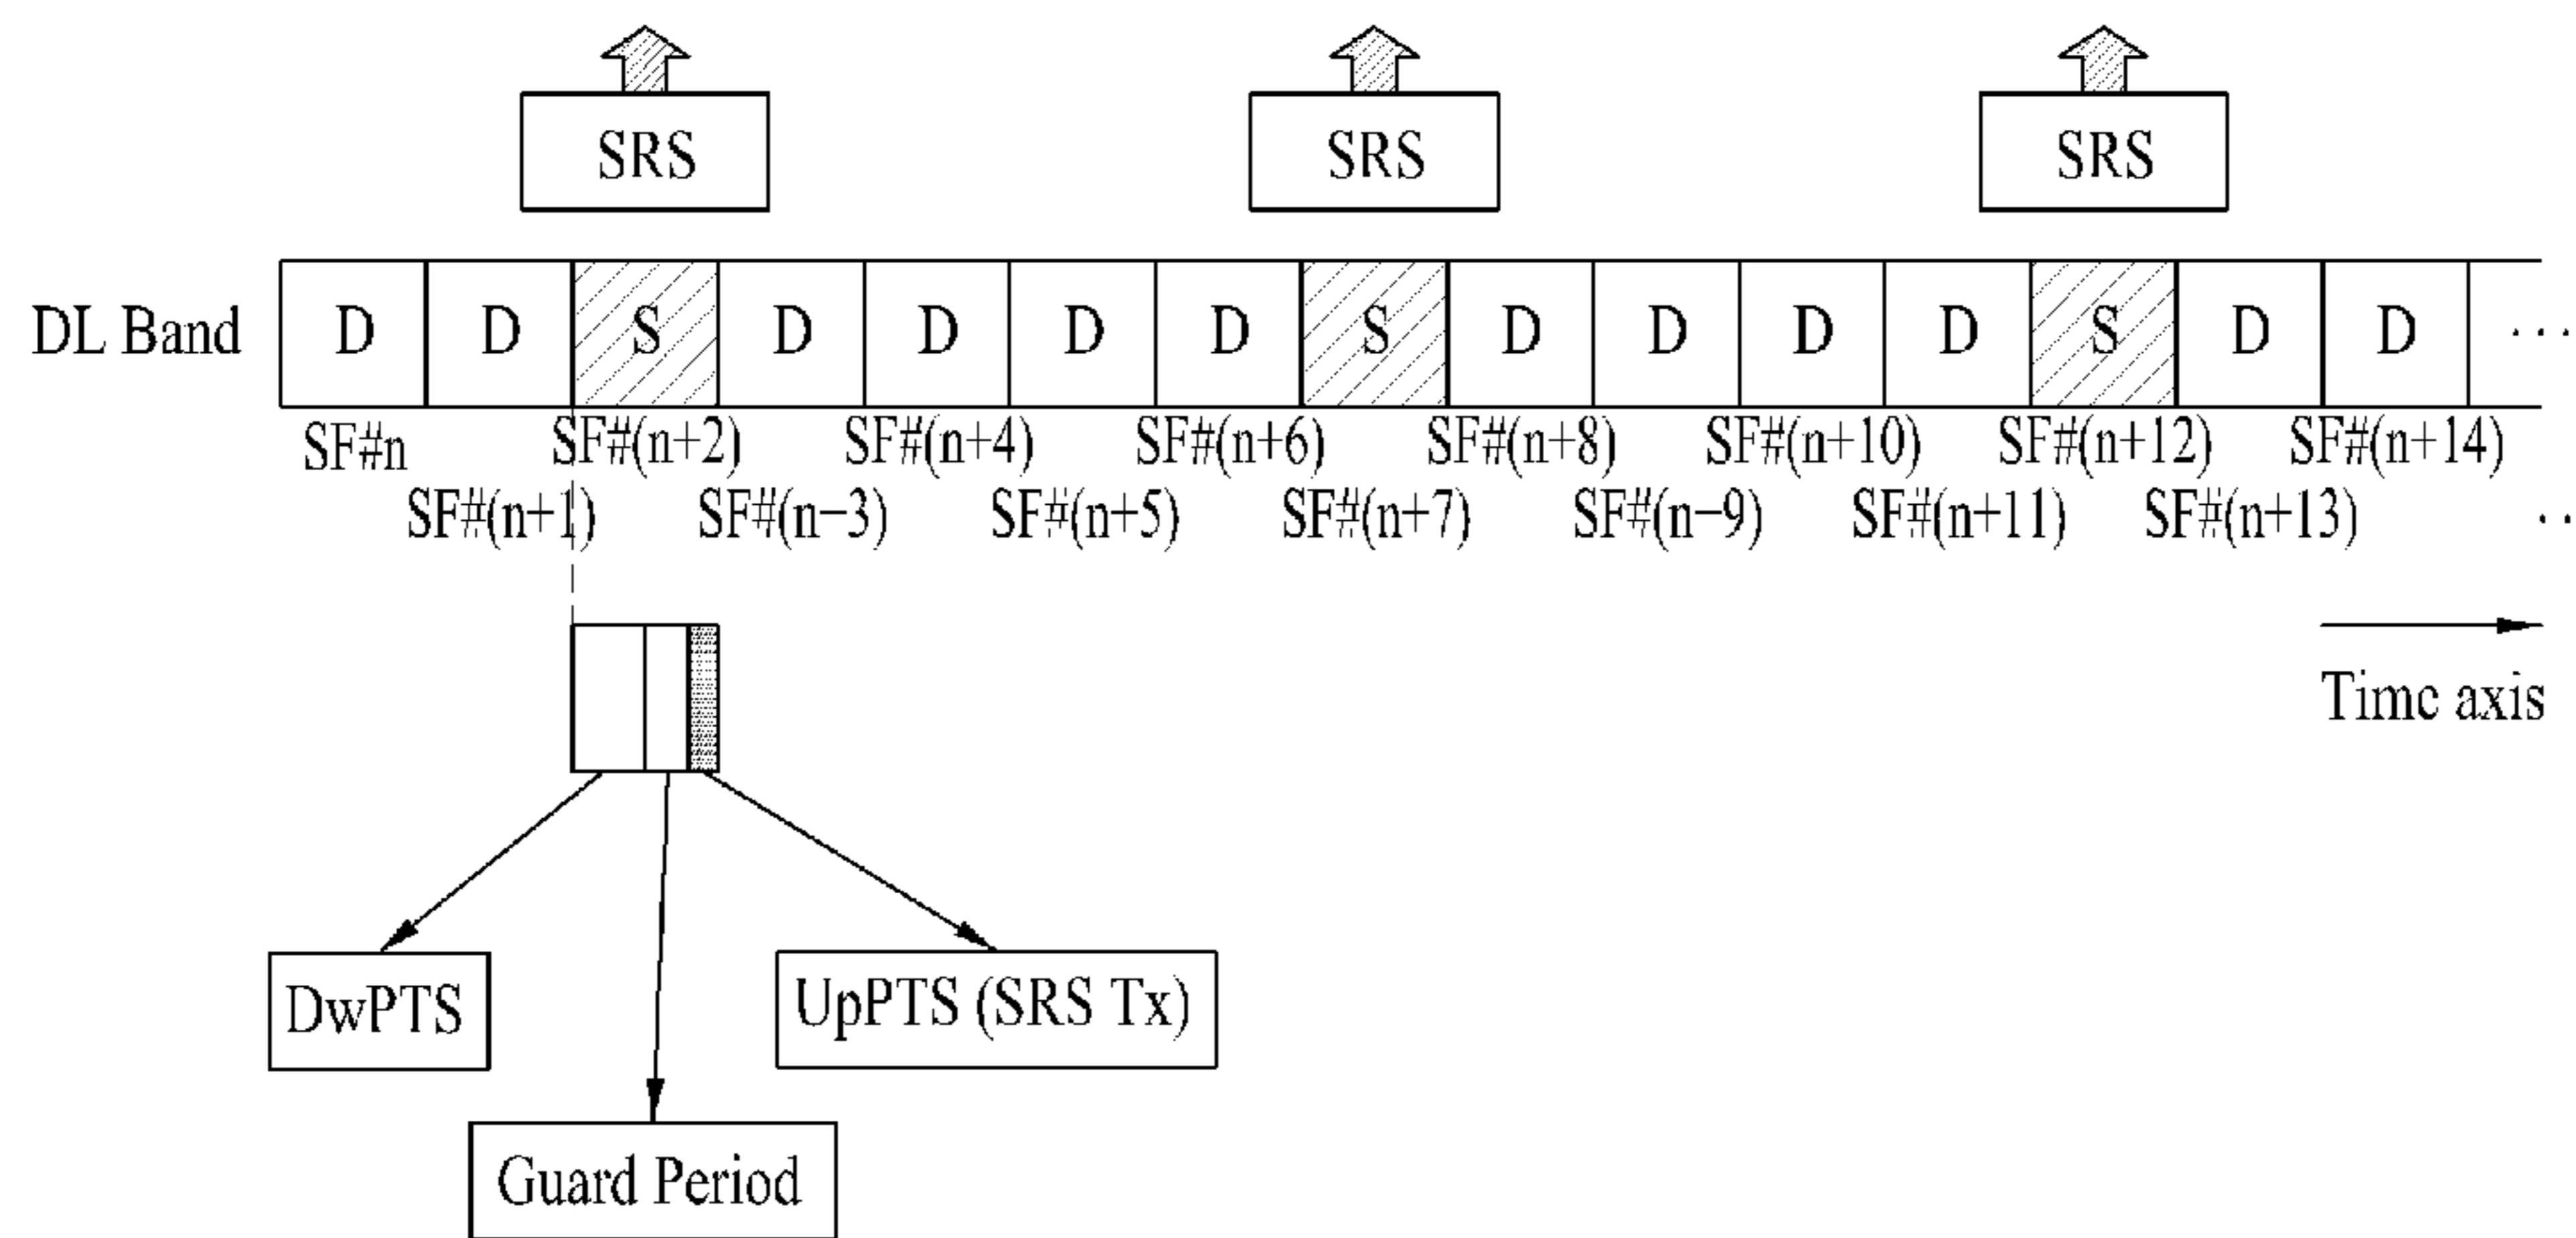 SRS SRS SRS
DL Band D D S D D D D S D D D D S D D ...
SF#n SF#(n+2) SF#(n+4) SF#(n+6) SF#(n+8) SF#(n+10) SF#(n+12) SF#(n+14)
SF#(n+1) SF#(n−3) SF#(n+5) SF#(n+7) SF#(n−9) SF#(n+11) SF#(n+13) ..
Time axis
DwPTS
UpPTS (SRS Tx)
Guard Period